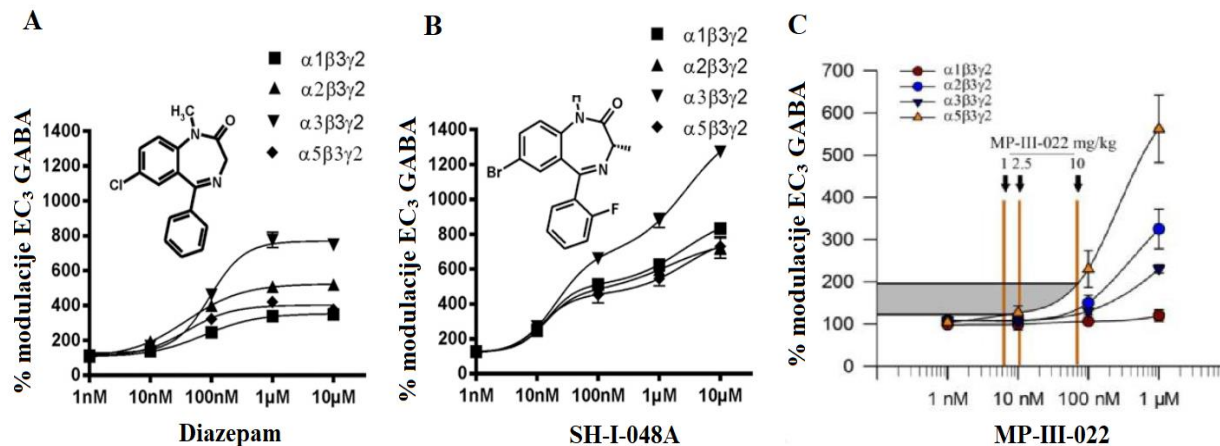 A
% modulacije EC₃ GABA
1400
1200
1000
800
600
400
200
0
1nM 10nM 100nM 1µM 10µM
Diazepam
H₃C
N
O
Cl
N
α1β3γ2
α2β3γ2
α3β3γ2
α5β3γ2
B
% modulacije EC₃ GABA
1400
1200
1000
800
600
400
200
0
1nM 10nM 100nM 1µM 10µM
SH-I-048A
H
N
O
Br
N
F
α1β3γ2
α2β3γ2
α3β3γ2
α5β3γ2
C
% modulacije EC₃ GABA
700
600
500
400
300
200
100
0
α1β3γ2
α2β3γ2
α3β3γ2
α5β3γ2
MP-III-022 mg/kg
1 2.5 10
1 nM 10 nM 100 nM 1 µM
MP-III-022